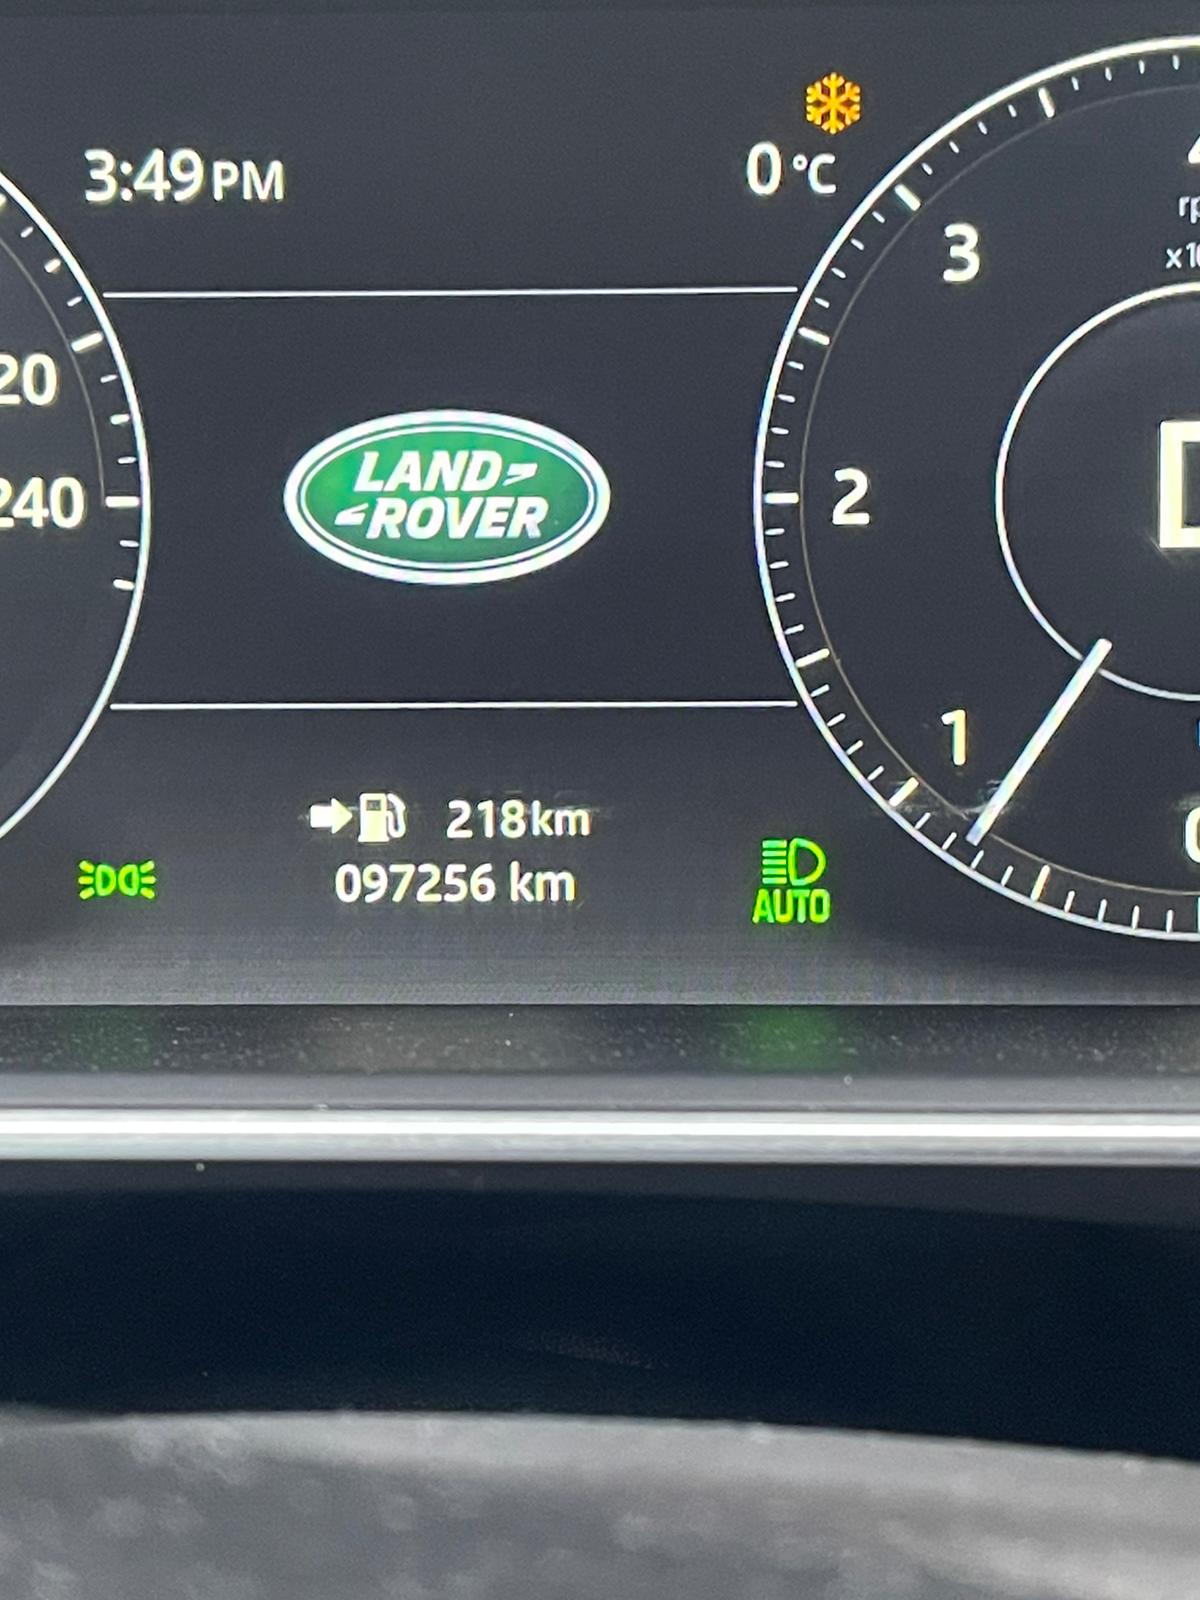 3:49 PM
0 °C
3
20
240
LAND
ROVER
2
1
218 km
097256 km
AUTO